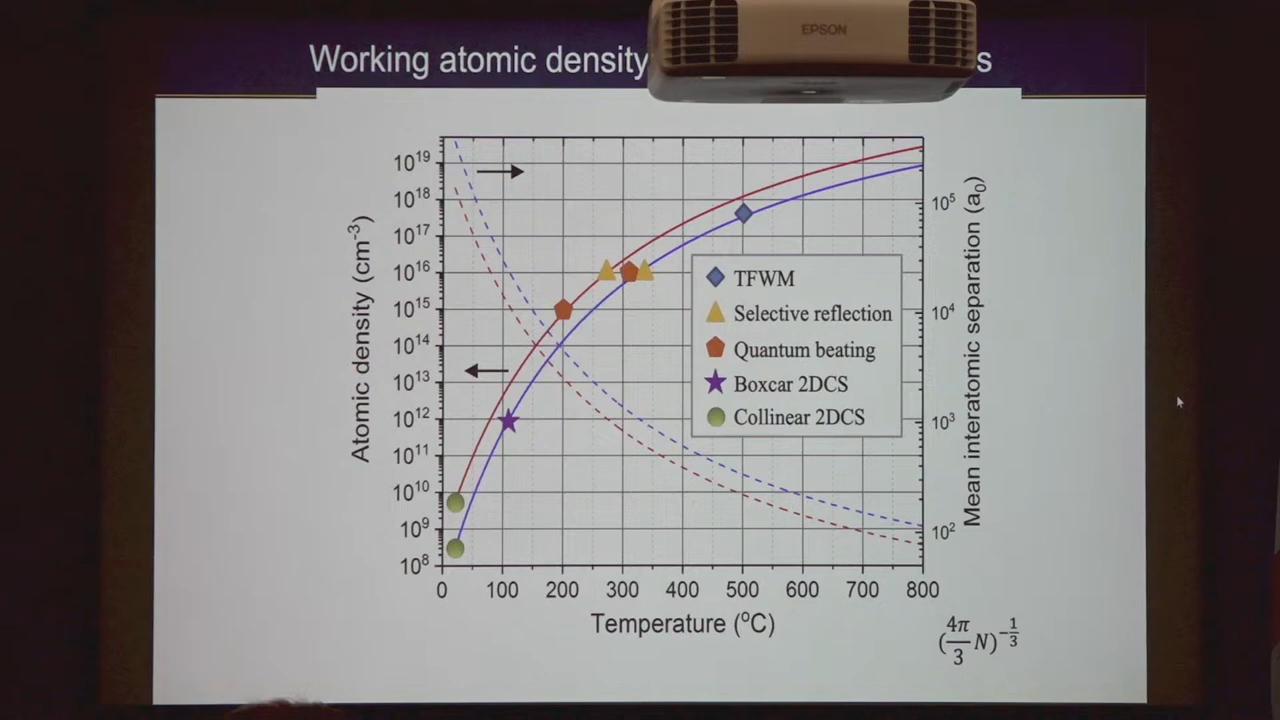 EPSON
Working atomic density s
10^19
10^18
10^17
10^16
10^15
10^14
10^13
10^12
10^11
10^10
10^9
10^8
Atomic density (cm^-3)
10^5
10^4
10^3
10^2
Mean interatomic separation (a_0)
TFWM
Selective reflection
Quantum beating
Boxcar 2DCS
Collinear 2DCS
0 100 200 300 400 500 600 700 800
Temperature (°C)
(4π/3 N)^-1/3